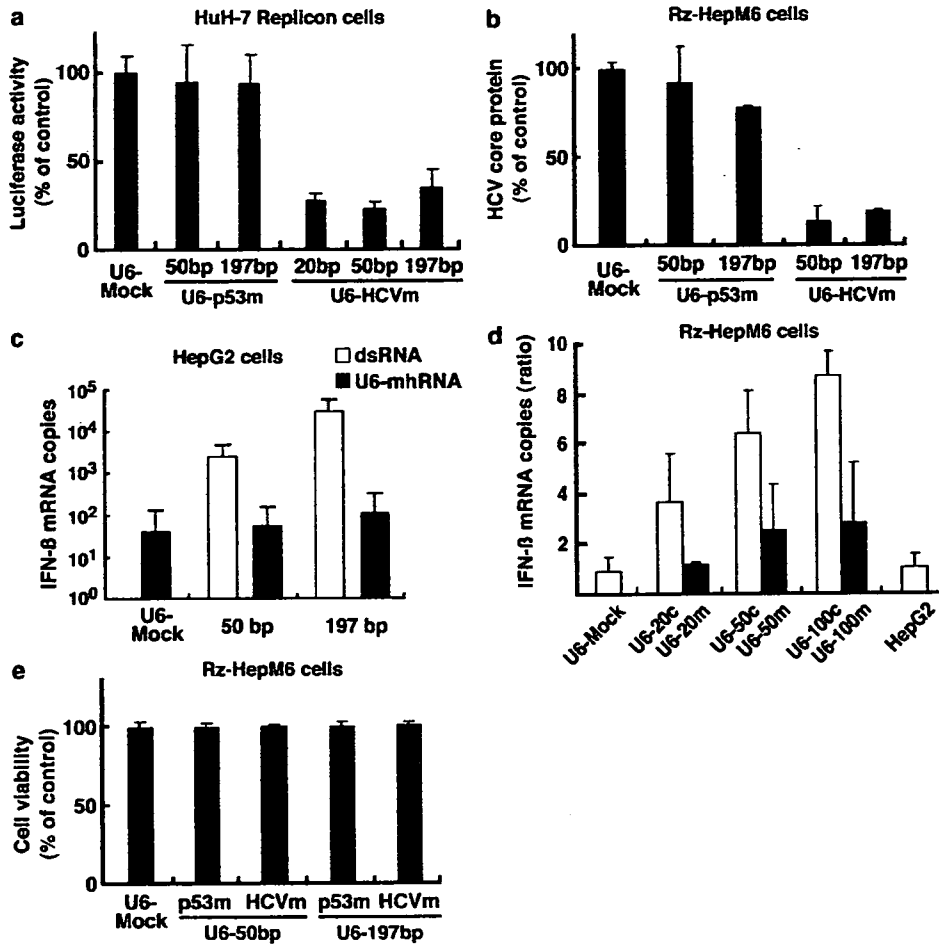 a
HuH-7 Replicon cells
Luciferase activity
(% of control)
100
50
0
U6-
Mock
50bp 197bp
U6-p53m
20bp 50bp 197bp
U6-HCVm
b
Rz-HepM6 cells
HCV core protein
(% of control)
100
50
0
U6-
Mock
50bp 197bp
U6-p53m
50bp 197bp
U6-HCVm
c
HepG2 cells
dsRNA
U6-mhRNA
IFN-ß mRNA copies
10^5
10^4
10^3
10^2
10^1
10^0
U6-
Mock
50 bp
197 bp
d
Rz-HepM6 cells
IFN-ß mRNA copies (ratio)
10
8
6
4
2
U6-Mock
U6-20c
U6-20m
U6-50c
U6-50m
U6-100c
U6-100m
HepG2
e
Rz-HepM6 cells
Cell viability
(% of control)
100
50
0
U6-
Mock
p53m HCVm
U6-50bp
p53m HCVm
U6-197bp